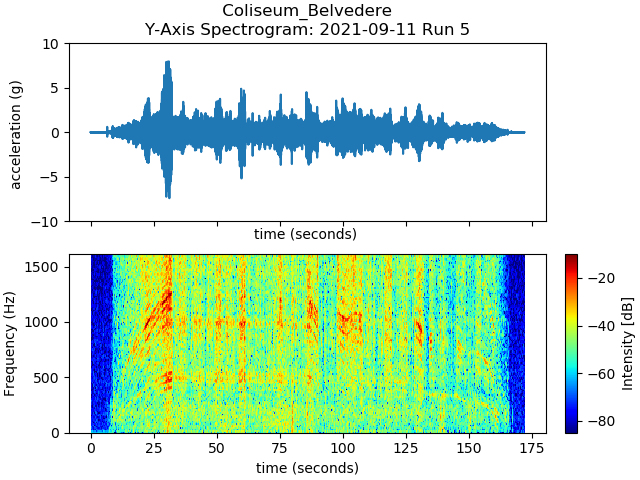 Coliseum_Belvedere
Y-Axis Spectrogram: 2021-09-11 Run 5
10
5
0
−5
−10
acceleration (g)
time (seconds)
1500
1000
500
0
Frequency (Hz)
0 25 50 75 100 125 150 175
time (seconds)
−20
−40
−60
−80
Intensity [dB]